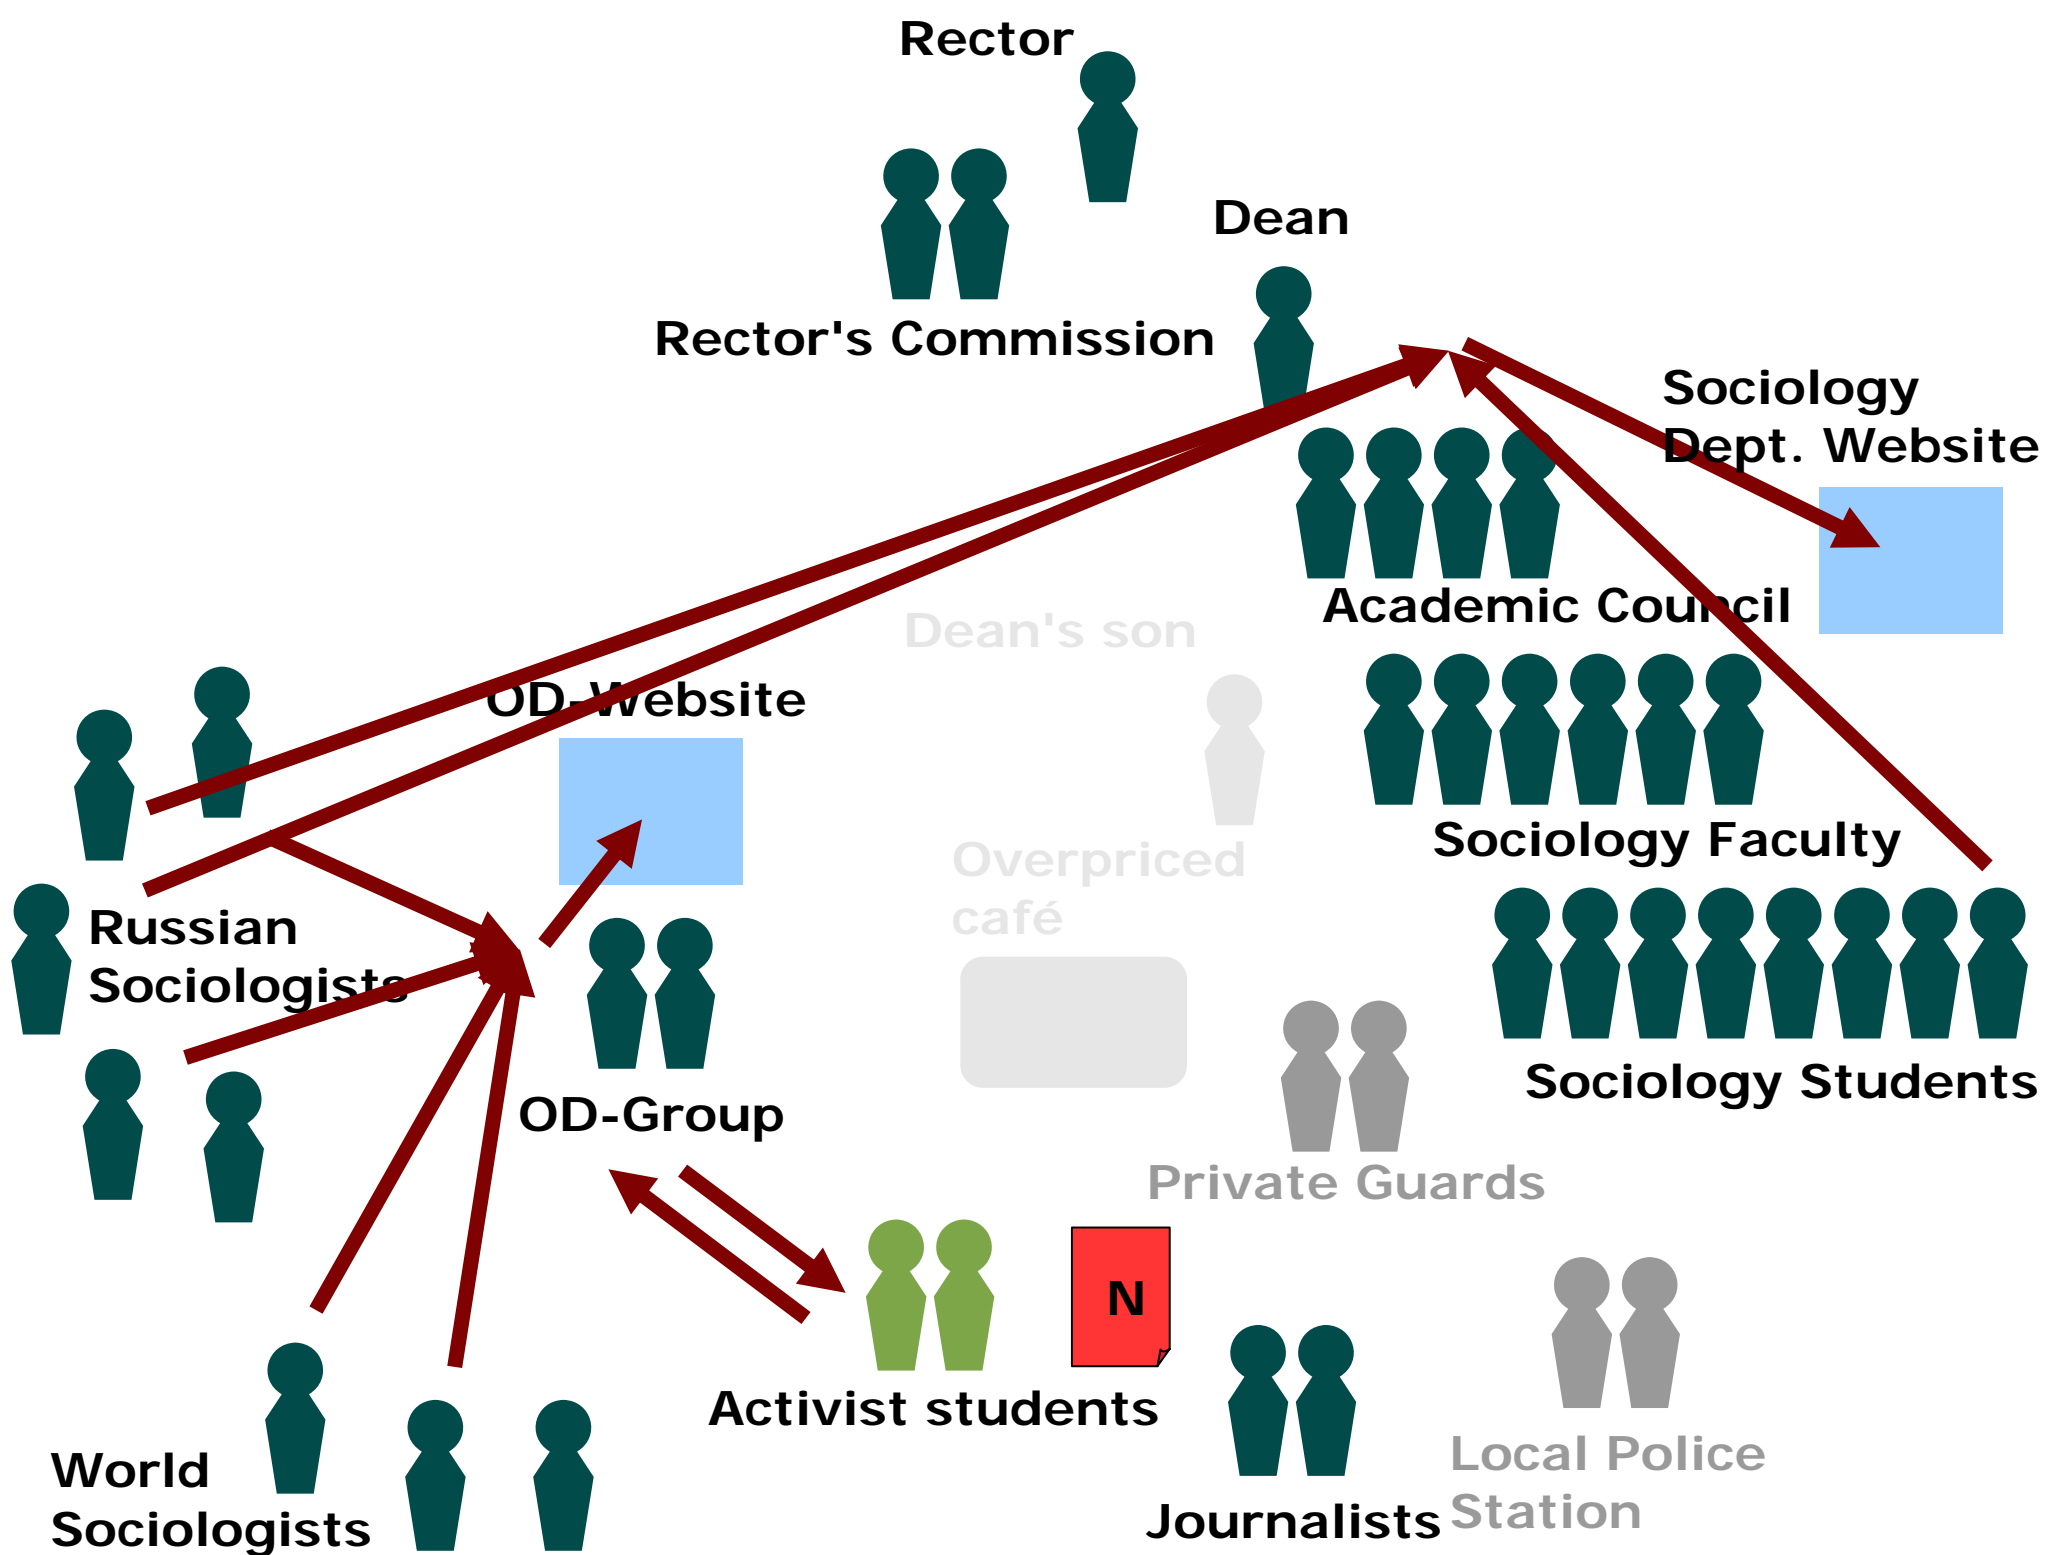 Rector
Dean
Rector's Commission
Sociology
Dept. Website
Academic Council
Dean's son
OD-Website
Sociology Faculty
Overpriced
café
Russian
Sociologists
Sociology Students
OD-Group
Private Guards
N
Activist students
Local Police
Station
World
Sociologists
Journalists